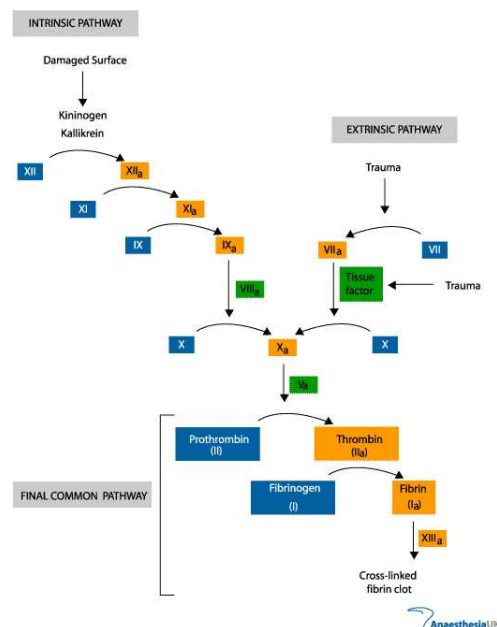 INTRINSIC PATHWAY
Damaged Surface
Kininogen
Kallikrein
EXTRINSIC PATHWAY
XII
XIIa
Trauma
XI
XIa
IX
IXa
VIIa
VII
VIIIa
Tissue
factor
Trauma
X
Xa
X
Va
Prothrombin
(II)
Thrombin
(IIa)
FINAL COMMON PATHWAY
Fibrinogen
(I)
Fibrin
(Ia)
XIIIa
Cross-linked
fibrin clot
AnaesthesiaUK